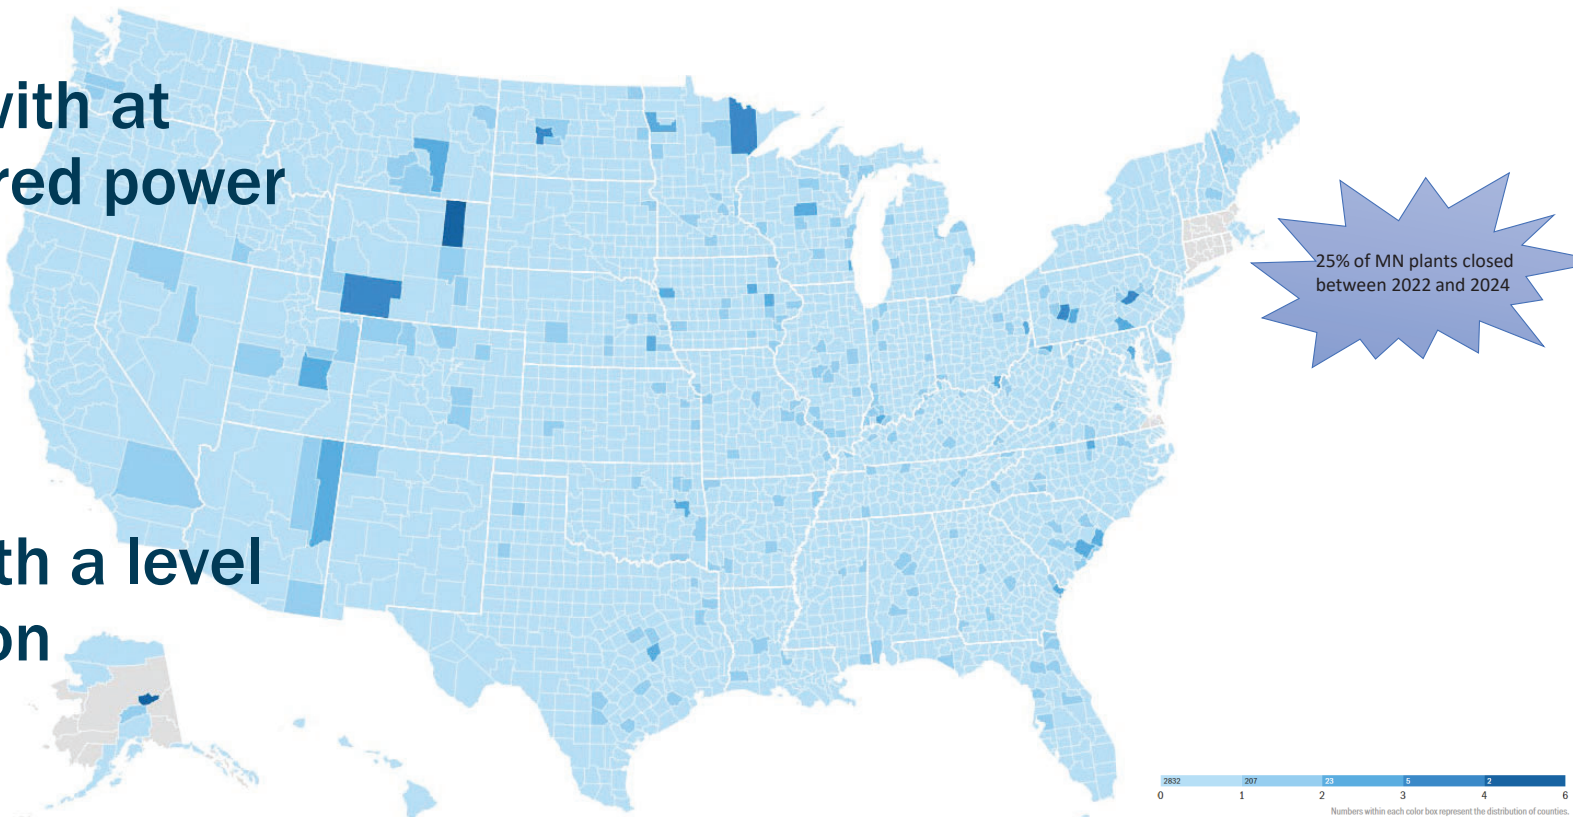 with at
red power
th a level
on
25% of MN plants closed
between 2022 and 2024
2832 207 23 5 2
0 1 2 3 4 6
Numbers within each color box represent the distribution of counties.